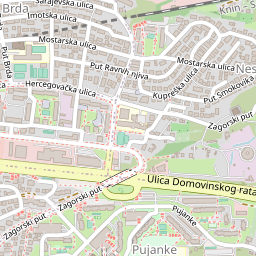 Brda
Sarajevska ulica
Imotska ulica
Knin - S
Mostarska ulica
Put Brda
Put Ravnih njiva
Mostarska ulica
Nes
Hercegovačka ulica
Kupreška ulica
Put Smokovik
Zagorski put
Ulica Domovinskog rata
Zagorski put
Zagorski put
Pujanke
Pujanke